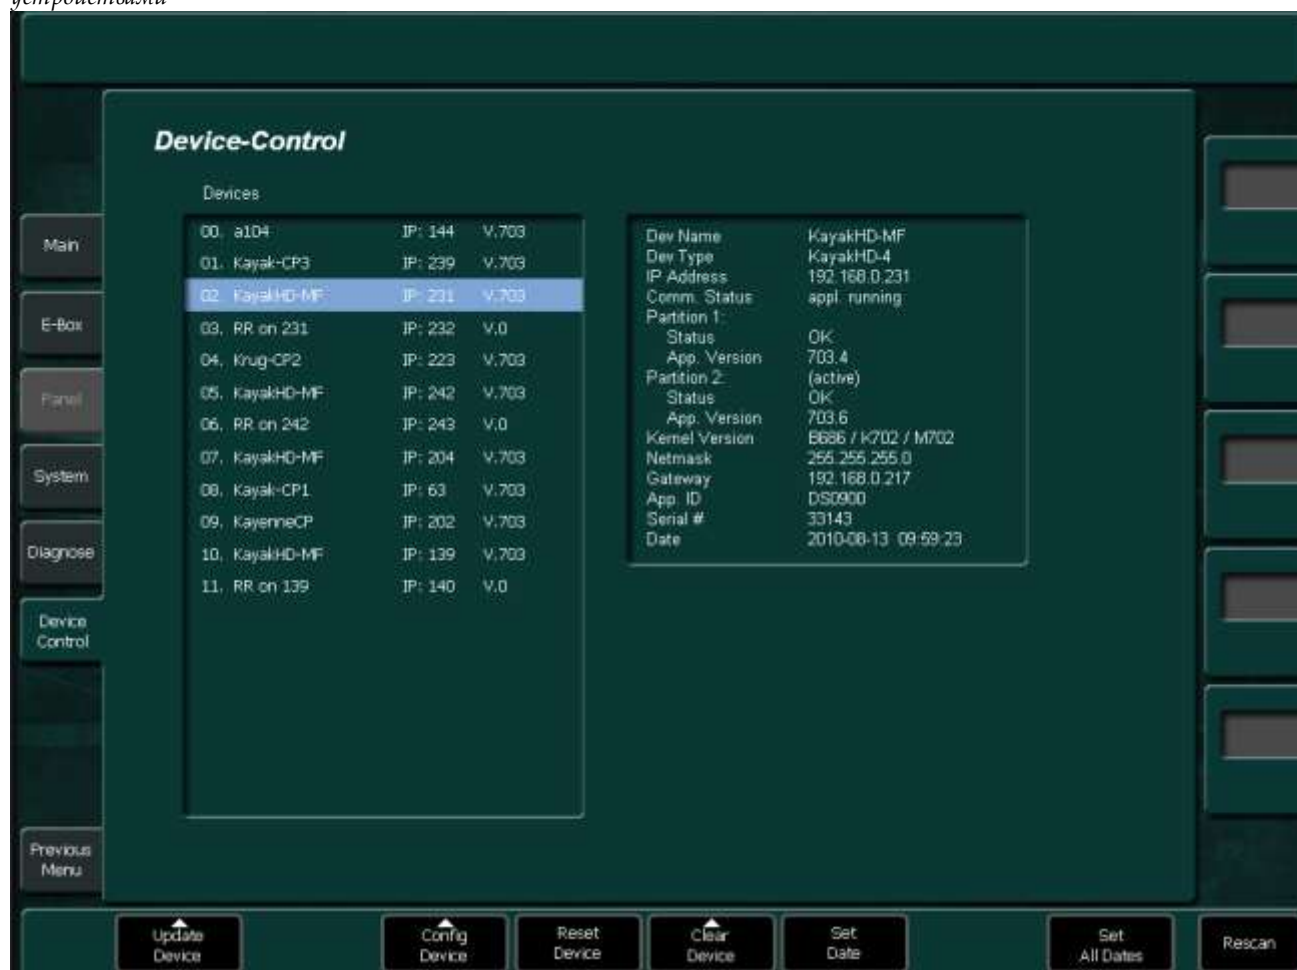 устройствами
Device-Control
Devices
00. a104 IP: 144 V.703
01. Kayak-CP3 IP: 239 V.703
02. KayakHD-MF IP: 231 V.703
03. RR on 231 IP: 232 V.0
04. Krug-CP2 IP: 223 V.703
05. KayakHD-MF IP: 242 V.703
06. RR on 242 IP: 243 V.0
07. KayakHD-MF IP: 204 V.703
08. Kayak-CP1 IP: 63 V.703
09. KayenneCP IP: 202 V.703
10. KayakHD-MF IP: 139 V.703
11. RR on 139 IP: 140 V.0
Dev Name KayakHD-MF
Dev Type KayakHD-4
IP Address 192.168.0.231
Comm. Status appl. running
Partition 1:
Status OK
App. Version 703.4
Partition 2: (active)
Status OK
App. Version 703.6
Kernel Version B686 / K702 / M702
Netmask 255.255.255.0
Gateway 192.168.0.217
App. ID DS0900
Serial # 33143
Date 2010-08-13 09:59:23
Main
E-Box
Panel
System
Diagnose
Device
Control
Previous
Menu
Update
Device
Config
Device
Reset
Device
Clear
Device
Set
Date
Set
All Dates
Rescan